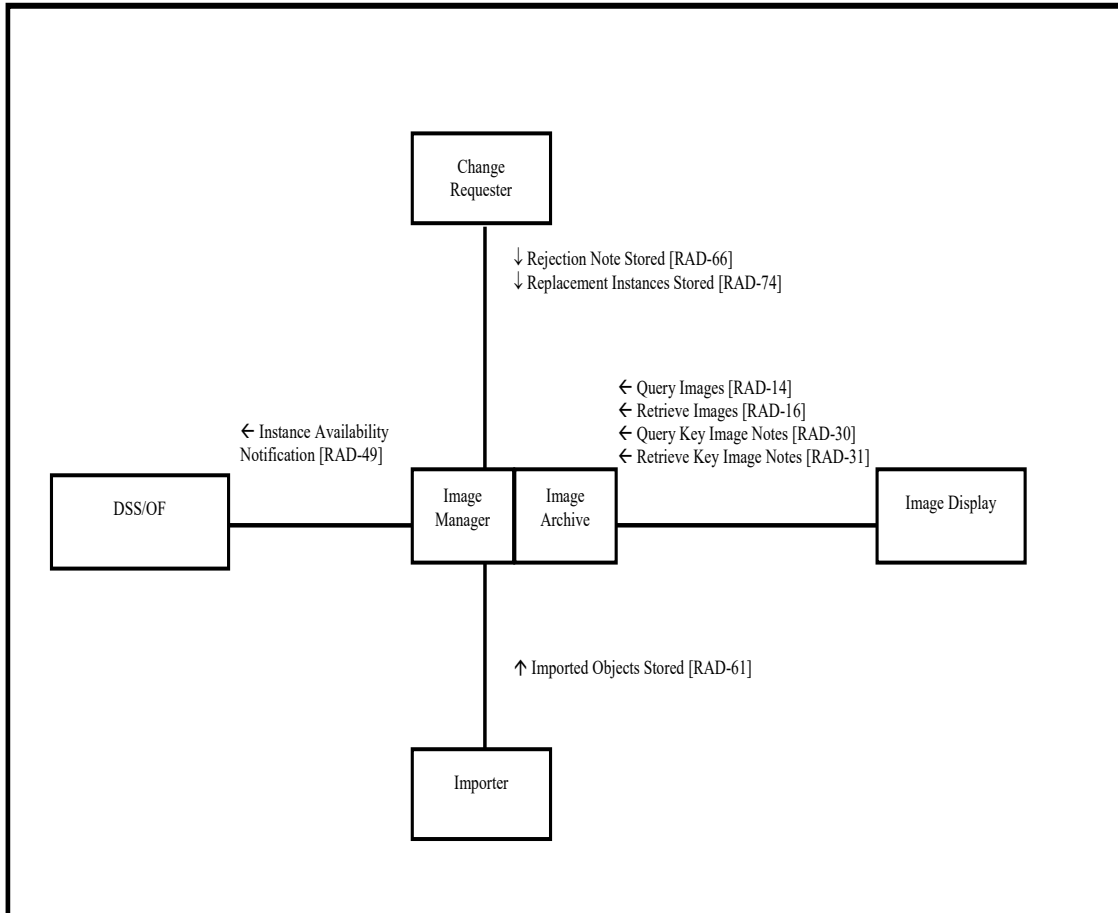 Change
Requester
↓ Rejection Note Stored [RAD-66]
↓ Replacement Instances Stored [RAD-74]
← Query Images [RAD-14]
← Retrieve Images [RAD-16]
← Query Key Image Notes [RAD-30]
← Retrieve Key Image Notes [RAD-31]
← Instance Availability
Notification [RAD-49]
DSS/OF
Image
Manager
Image
Archive
Image Display
↑ Imported Objects Stored [RAD-61]
Importer